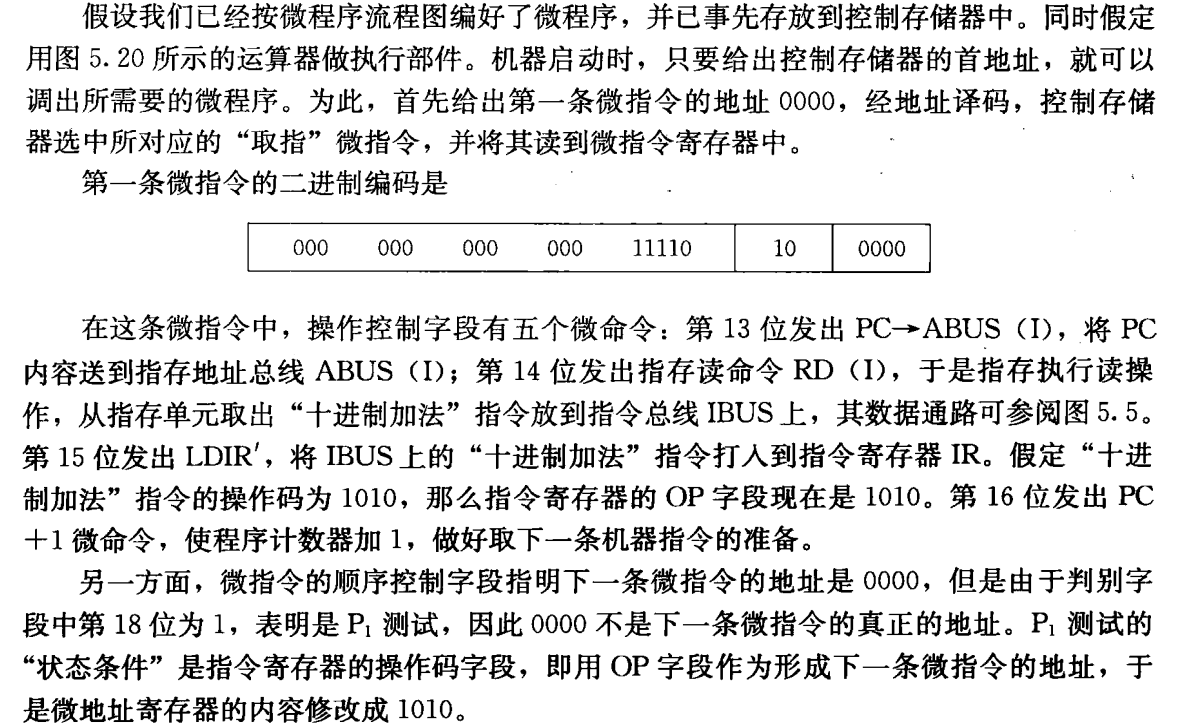 假设我们已经按微程序流程图编好了微程序，并已事先存放到控制存储器中。同时假定
用图 5.20 所示的运算器做执行部件。机器启动时，只要给出控制存储器的首地址，就可以
调出所需要的微程序。为此，首先给出第一条微指令的地址 0000，经地址译码，控制存储
器选中所对应的“取指”微指令，并将其读到微指令寄存器中。
第一条微指令的二进制编码是
000 000 000 000 11110 10 0000
在这条微指令中，操作控制字段有五个微命令：第 13 位发出 PC→ABUS（I），将 PC
内容送到指存地址总线 ABUS（I）；第 14 位发出指存读命令 RD（I），于是指存执行读操
作，从指存单元取出“十进制加法”指令放到指令总线 IBUS 上，其数据通路可参阅图 5.5。
第 15 位发出 LDIR′，将 IBUS 上的“十进制加法”指令打入到指令寄存器 IR。假定“十进
制加法”指令的操作码为 1010，那么指令寄存器的 OP 字段现在是 1010。第 16 位发出 PC
＋1 微命令，使程序计数器加 1，做好取下一条机器指令的准备。
另一方面，微指令的顺序控制字段指明下一条微指令的地址是 0000，但是由于判别字
段中第 18 位为 1，表明是 P₁ 测试，因此 0000 不是下一条微指令的真正的地址。P₁ 测试的
“状态条件”是指令寄存器的操作码字段，即用 OP 字段作为形成下一条微指令的地址，于
是微地址寄存器的内容修改成 1010。